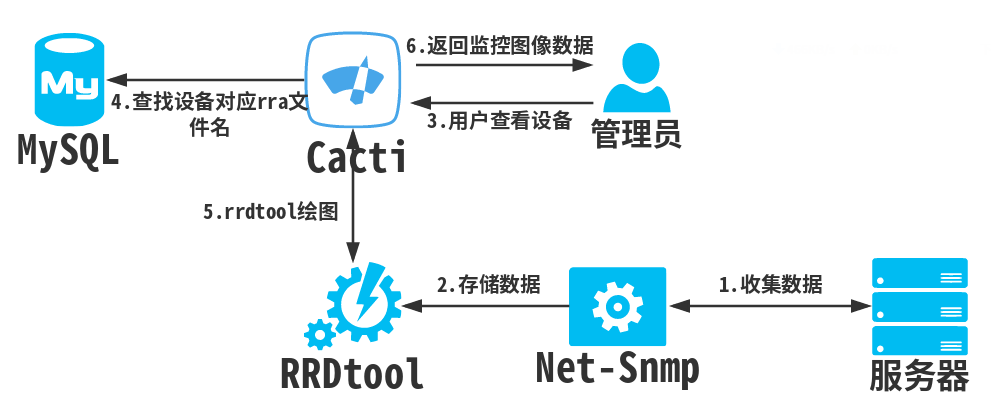 6.返回监控图像数据
My
4.查找设备对应rra文
件名
3.用户查看设备
管理员
MySQL
Cacti
5.rrdtool绘图
2.存储数据
1.收集数据
RRDtool
Net-Snmp
服务器